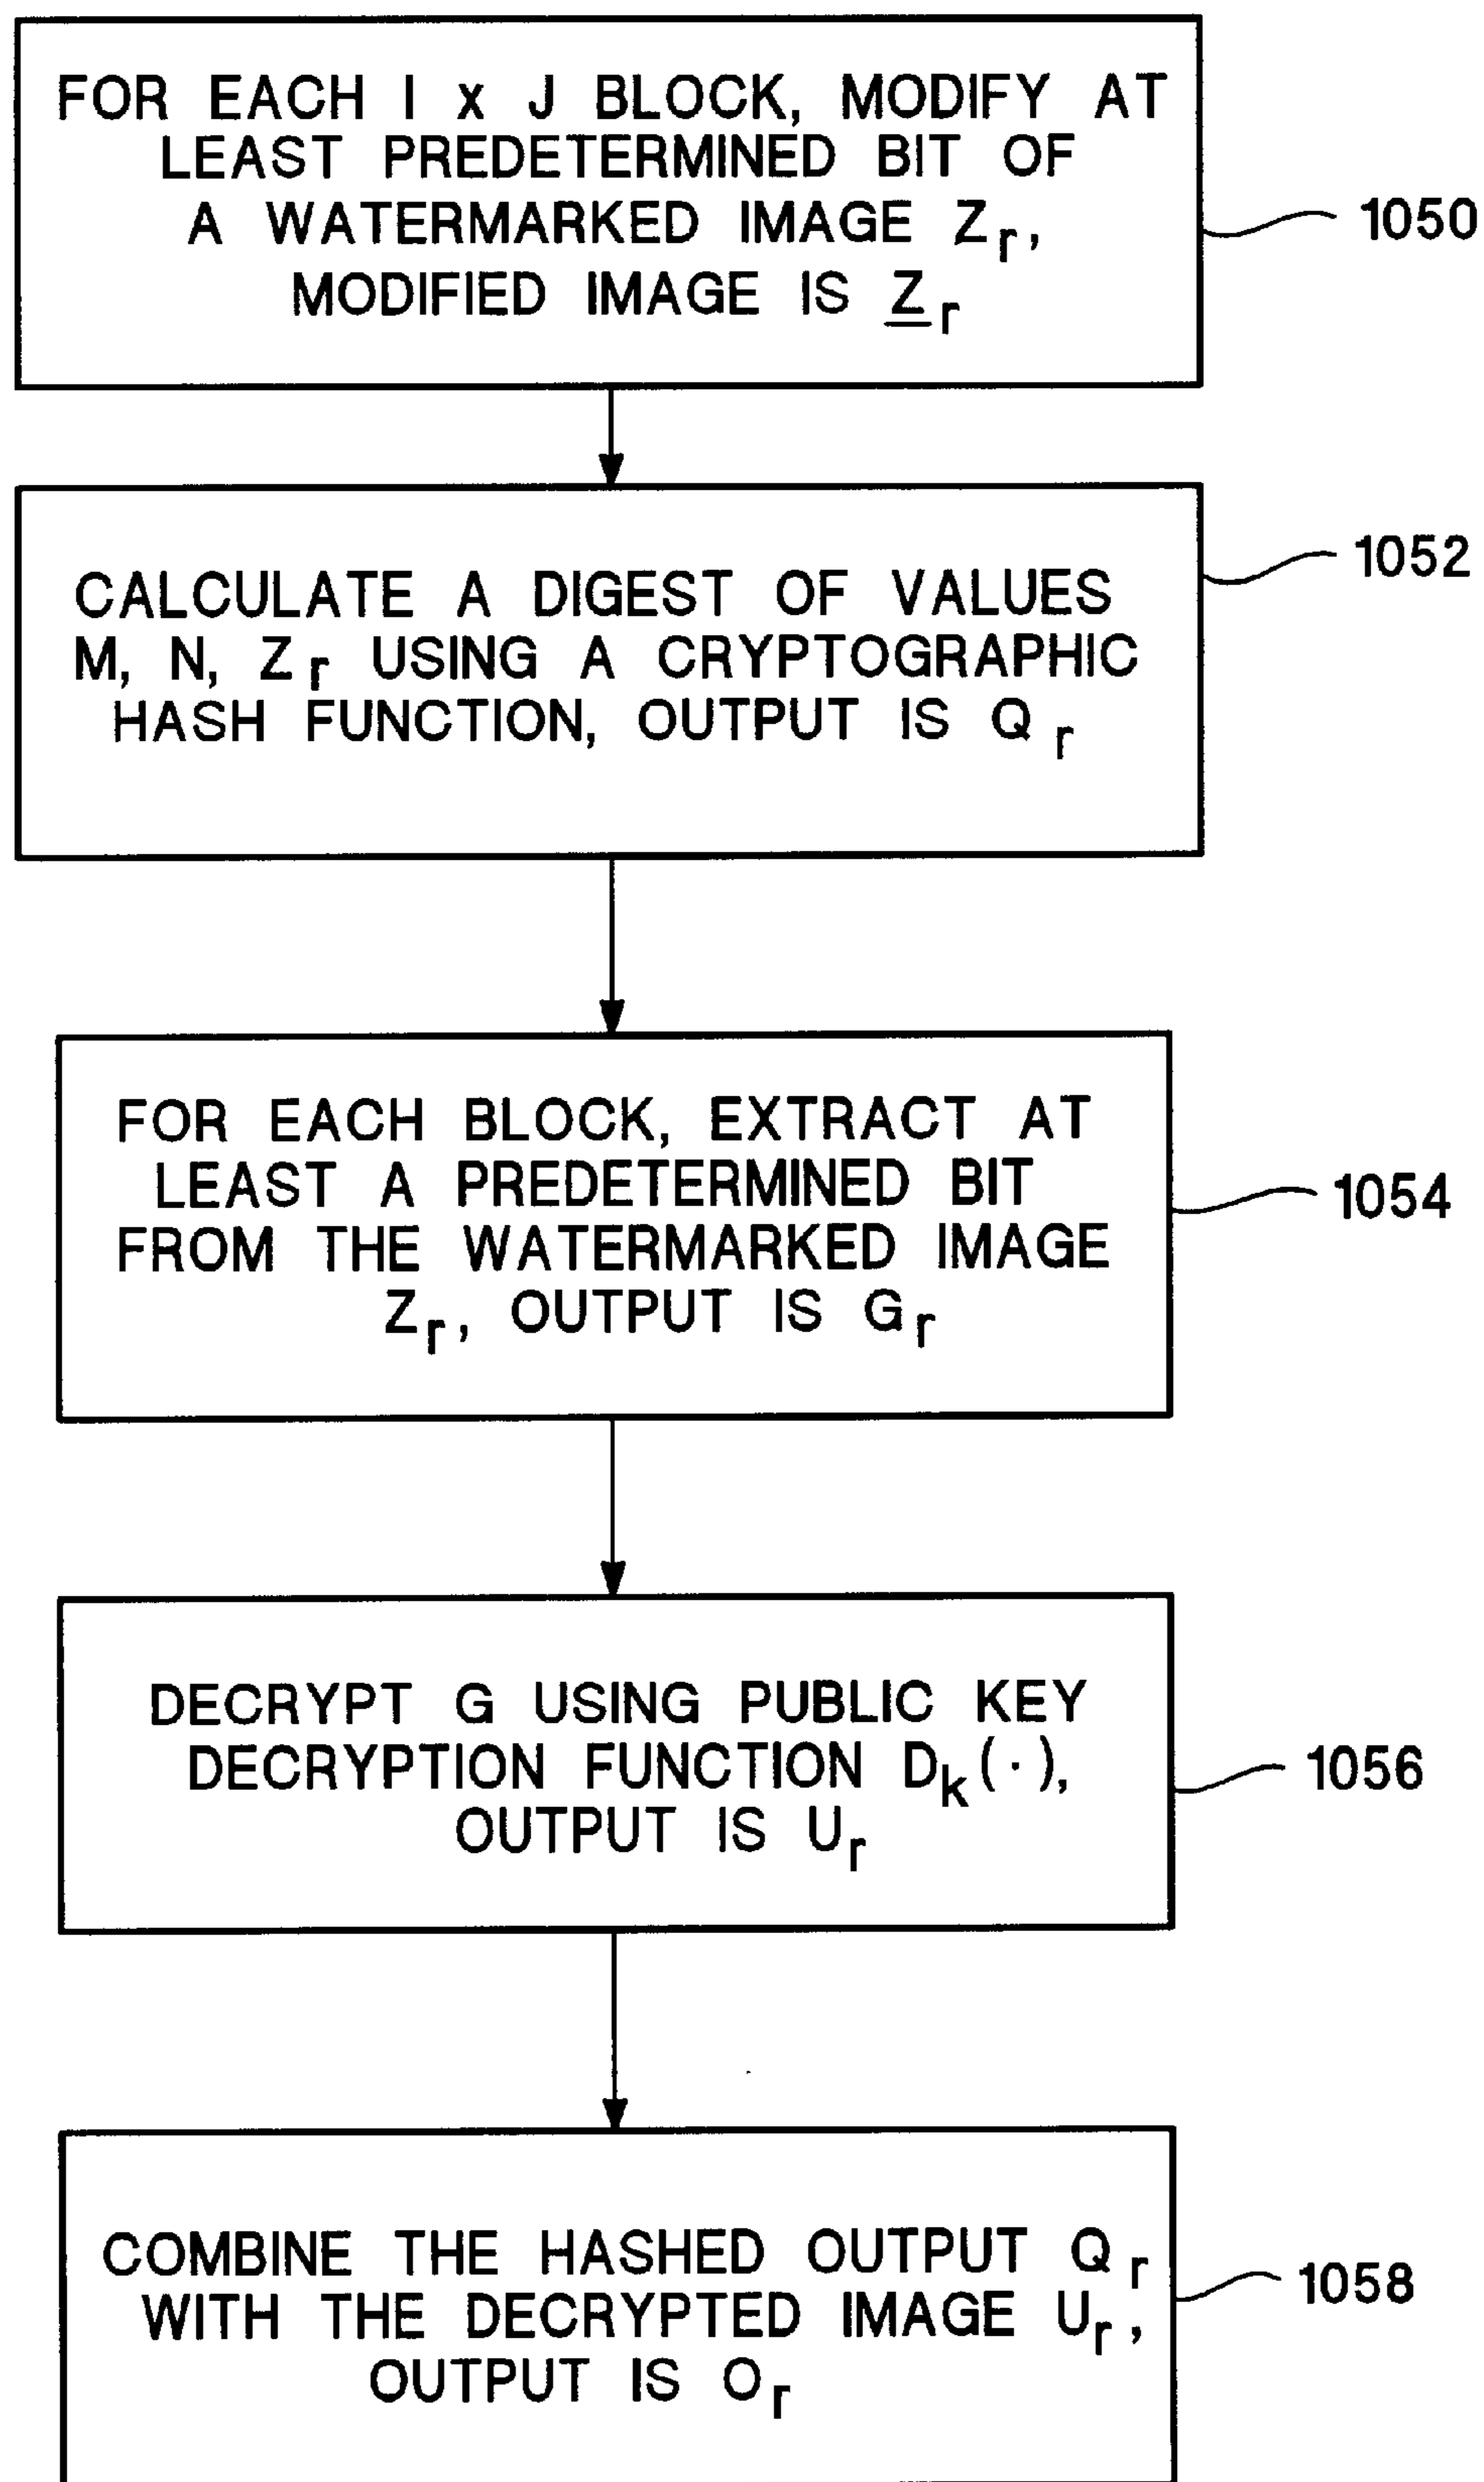 FOR EACH I x J BLOCK, MODIFY AT
LEAST PREDETERMINED BIT OF
A WATERMARKED IMAGE Zr,
MODIFIED IMAGE IS Z̲r
1050
CALCULATE A DIGEST OF VALUES
M, N, Zr USING A CRYPTOGRAPHIC
HASH FUNCTION, OUTPUT IS Qr
1052
FOR EACH BLOCK, EXTRACT AT
LEAST A PREDETERMINED BIT
FROM THE WATERMARKED IMAGE
Zr, OUTPUT IS Gr
1054
DECRYPT G USING PUBLIC KEY
DECRYPTION FUNCTION Dk(·),
OUTPUT IS Ur
1056
COMBINE THE HASHED OUTPUT Qr
WITH THE DECRYPTED IMAGE Ur,
OUTPUT IS Or
1058